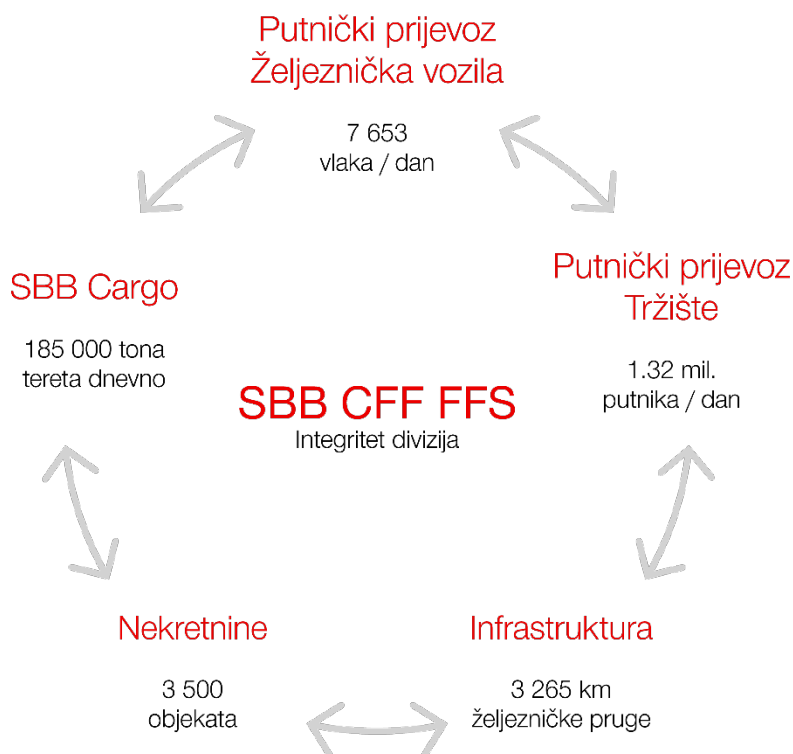 Putnički prijevoz
Željeznička vozila
7 653
vlaka / dan
SBB Cargo
185 000 tona
tereta dnevno
Putnički prijevoz
Tržište
1.32 mil.
putnika / dan
SBB CFF FFS
Integritet divizija
Nekretnine
3 500
objekata
Infrastruktura
3 265 km
željezničke pruge